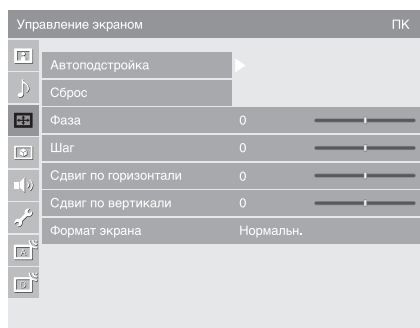 Управление экраном ПК
Автоподстройка
Сброс
Фаза 0
Шаг 0
Сдвиг по горизонтали 0
Сдвиг по вертикали 0
Формат экрана Нормальн.